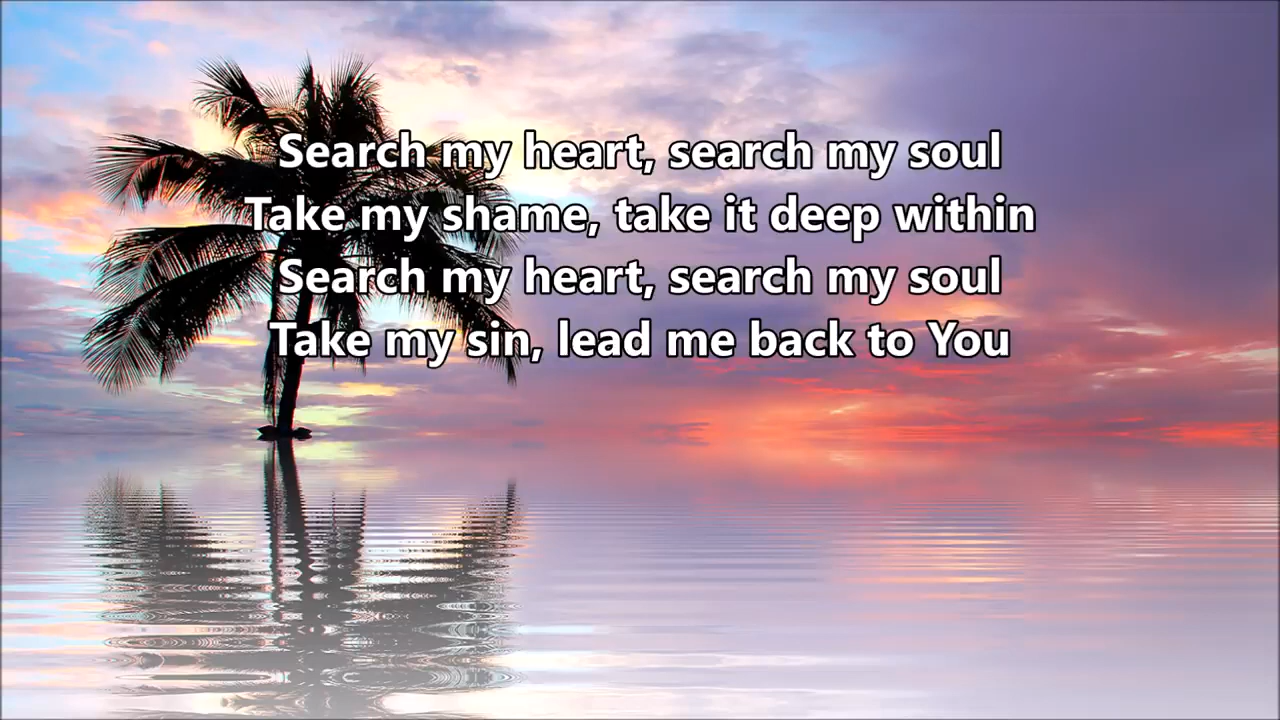 Search my heart, search my soul
Take my shame, take it deep within
Search my heart, search my soul
Take my sin, lead me back to You